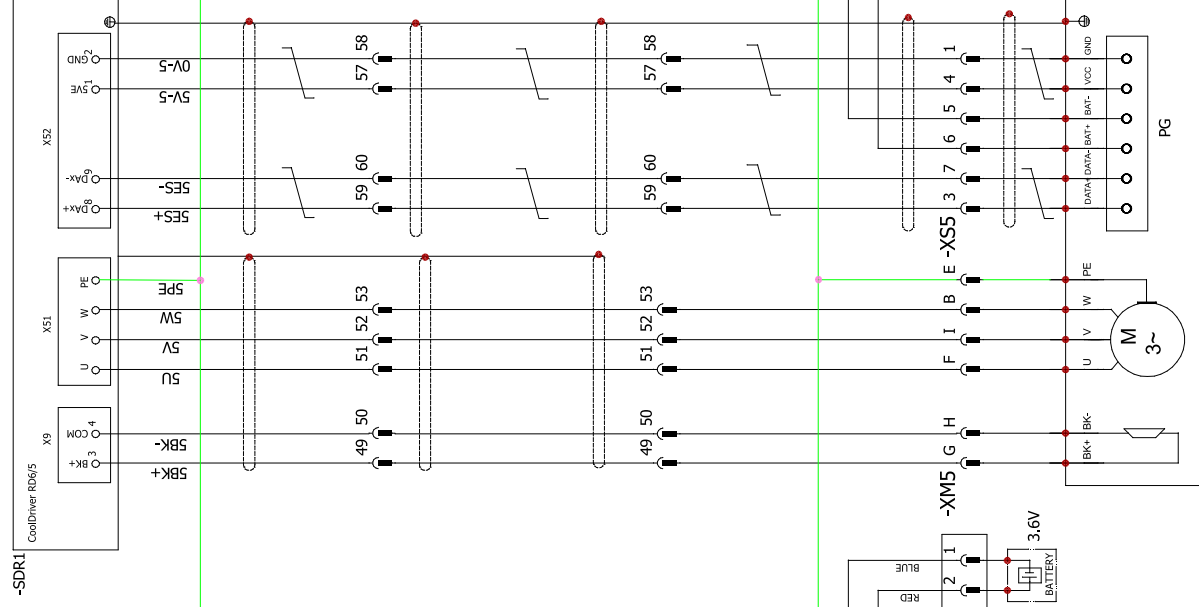 GND 2
5VE 1
X52
DAx- 9
DAx+ 8
0V-5
5V-5
5ES-
5ES+
58
57
60
59
58
57
60
59
1
4
5
6
7
3
-XS5
GND
VCC
BAT-
BAT+
DATA-
DATA+
PG
PE
W
V
U
X51
5PE
5W
5V
5U
53
52
51
53
52
51
E
B
I
F
PE
W
V
U
M
3~
COM 4
BK+ 3
X9
5BK-
5BK+
50
49
50
49
H
G
-XM5
BK-
BK+
CoolDriver RD6/5
-SDR1
BLUE
RED
1
2
3.6V
BATTERY